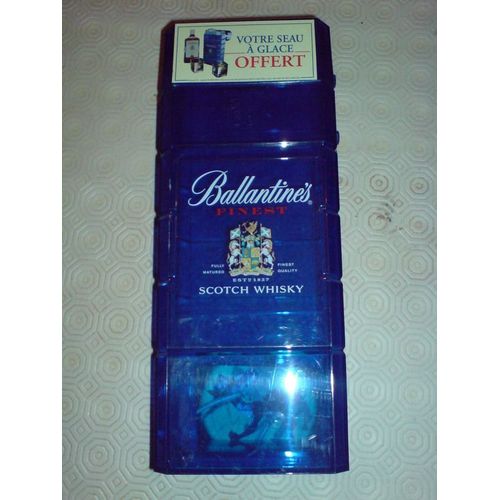 VOTRE SEAU
À GLACE
OFFERT
Ballantine's®
FINEST
FULLY MATURED
FINEST QUALITY
ESTD 1827
SCOTCH WHISKY